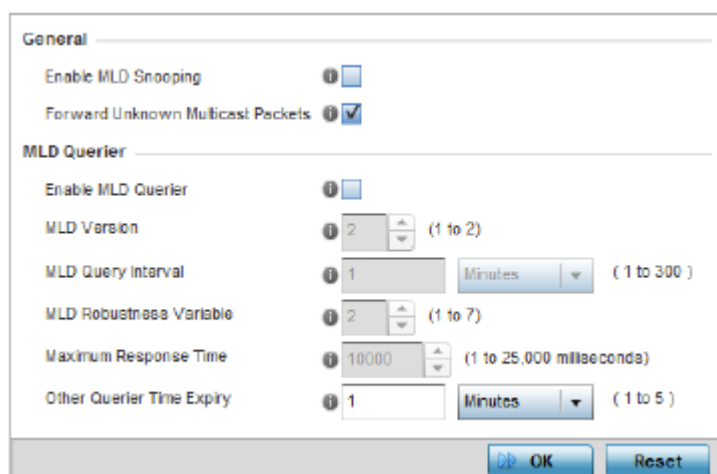 General
Enable MLD Snooping
Forward Unknown Multicast Packets
MLD Querier
Enable MLD Querier
MLD Version 2 (1 to 2)
MLD Query Interval 1 Minutes ( 1 to 300 )
MLD Robustness Variable 2 (1 to 7)
Maximum Response Time 10000 (1 to 25,000 milliseconds)
Other Querier Time Expiry 1 Minutes ( 1 to 5 )
OK Reset